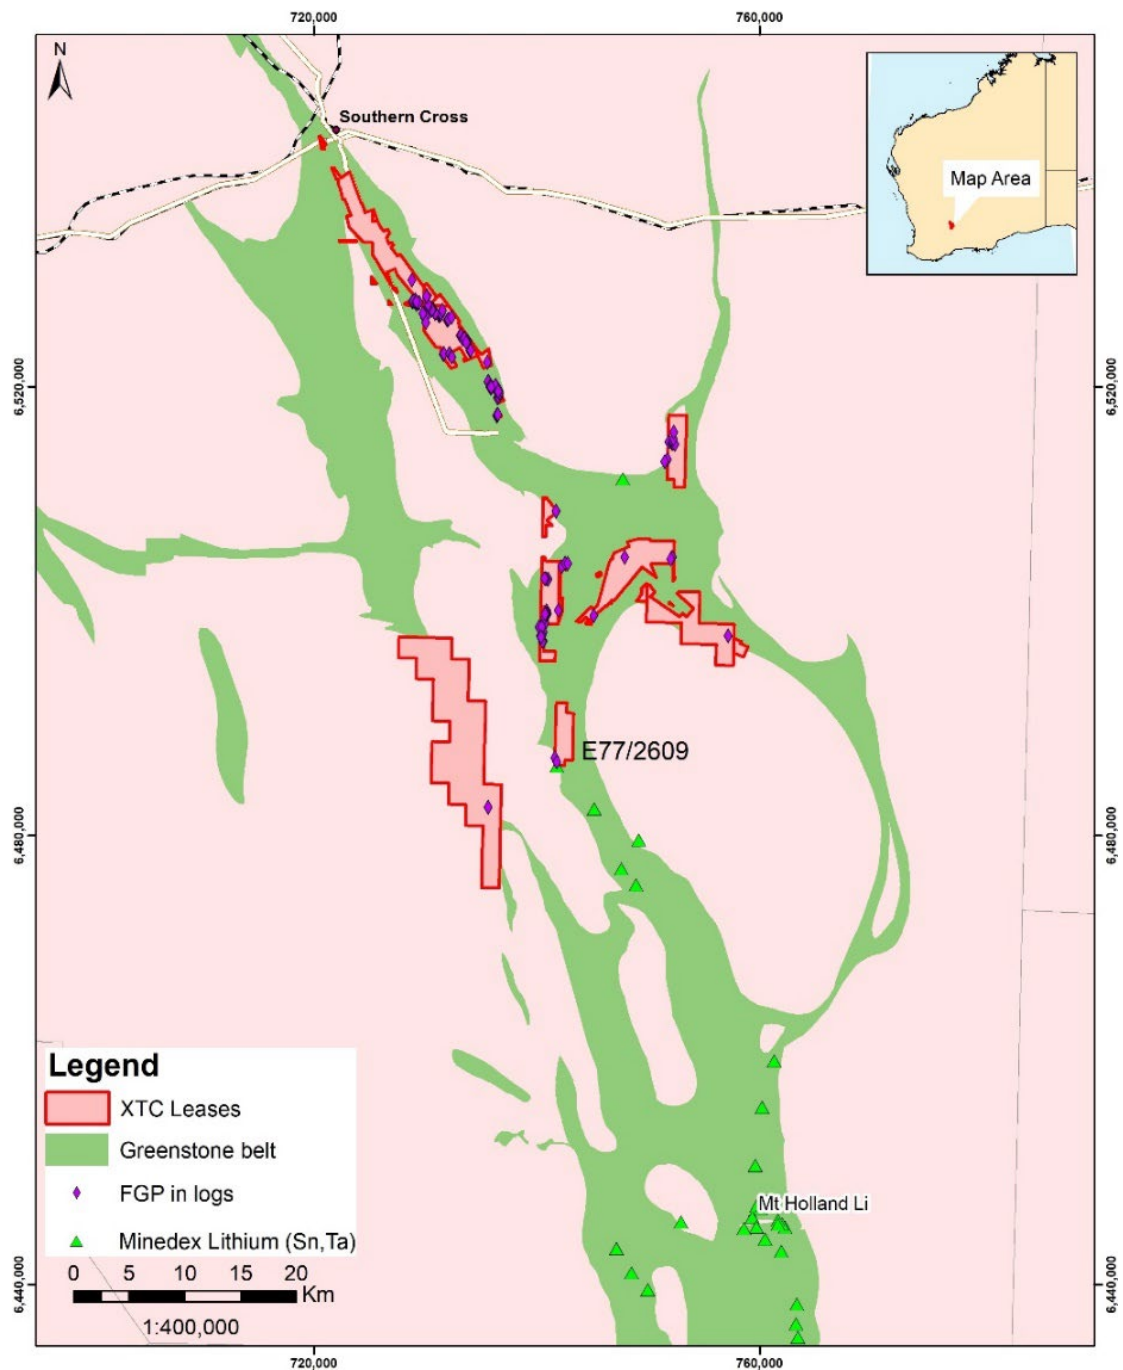 720,000
760,000
N
Southern Cross
Map Area
6,520,000
6,520,000
E77/2609
6,480,000
6,480,000
Legend
XTC Leases
Greenstone belt
FGP in logs
Minedex Lithium (Sn,Ta)
0 5 10 15 20
Km
1:400,000
Mt Holland Li
6,440,000
6,440,000
720,000
760,000